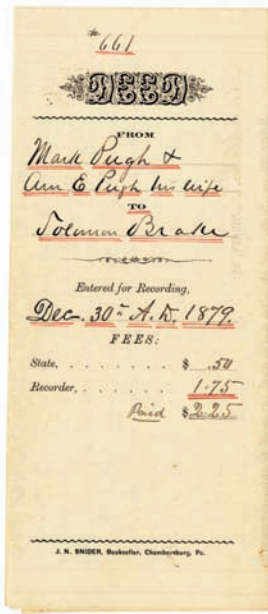 #661
DEED
FROM
Mark Pugh &
Ann E Pugh his wife
TO
Solomon Brake
Entered for Recording,
Dec. 30th A.D. 1879.
FEES:
State, . . . . . . . $ .50
Recorder, . . . . . . 1.75
Paid $2.25
J. N. SNIDER, Bookseller, Chambersburg, Pa.